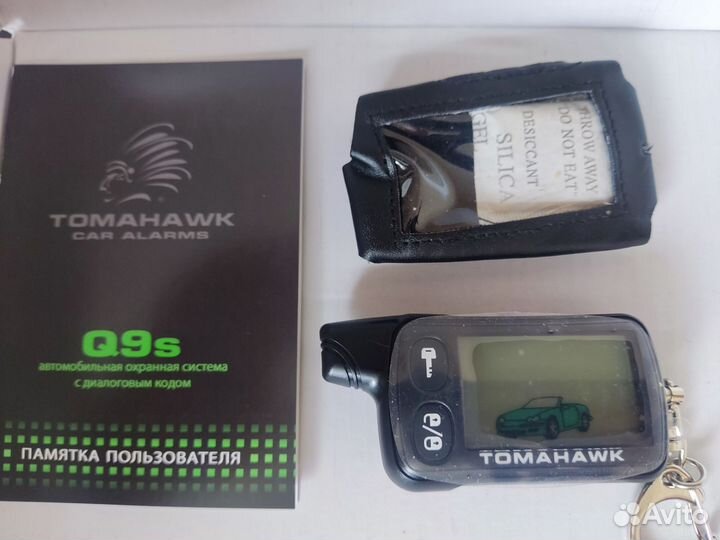 TOMAHAWK
CAR ALARMS
Q9s
автомобильная охранная система
с диалоговым кодом
ПАМЯТКА ПОЛЬЗОВАТЕЛЯ
THROW AWAY
"DO NOT EAT"
DESICCANT
SILICA
GEL
TOMAHAWK
Avito